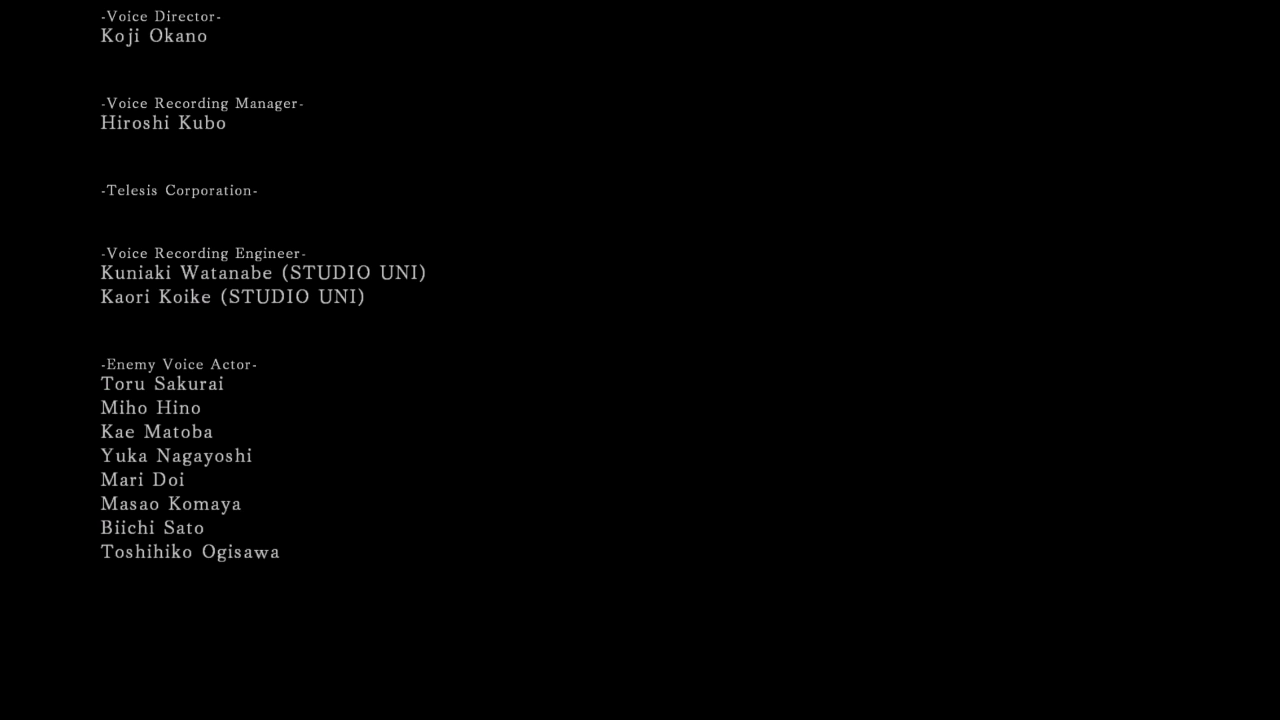 -Voice Director-
Koji Okano
-Voice Recording Manager-
Hiroshi Kubo
-Telesis Corporation-
-Voice Recording Engineer-
Kuniaki Watanabe (STUDIO UNI)
Kaori Koike (STUDIO UNI)
-Enemy Voice Actor-
Toru Sakurai
Miho Hino
Kae Matoba
Yuka Nagayoshi
Mari Doi
Masao Komaya
Biichi Sato
Toshihiko Ogisawa